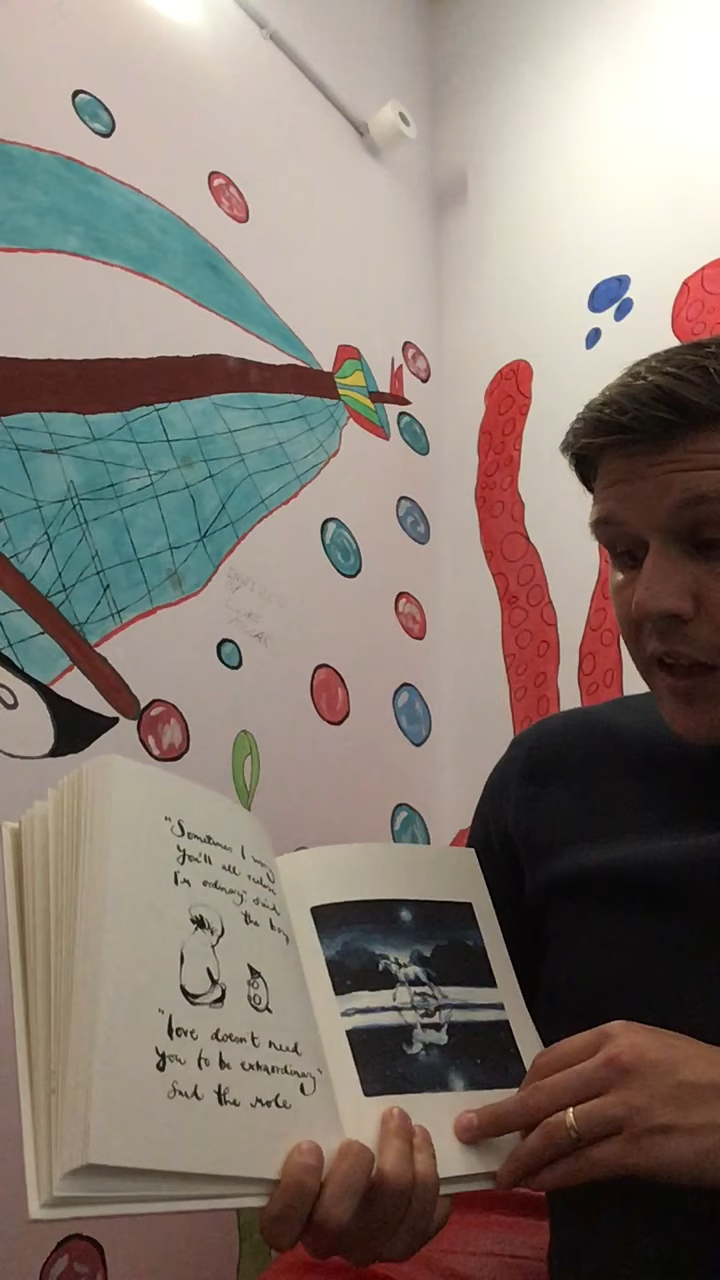 "Sometimes I worry
you'll all realise
I'm ordinary," said
the boy
"Love doesn't need
you to be extraordinary"
said the mole